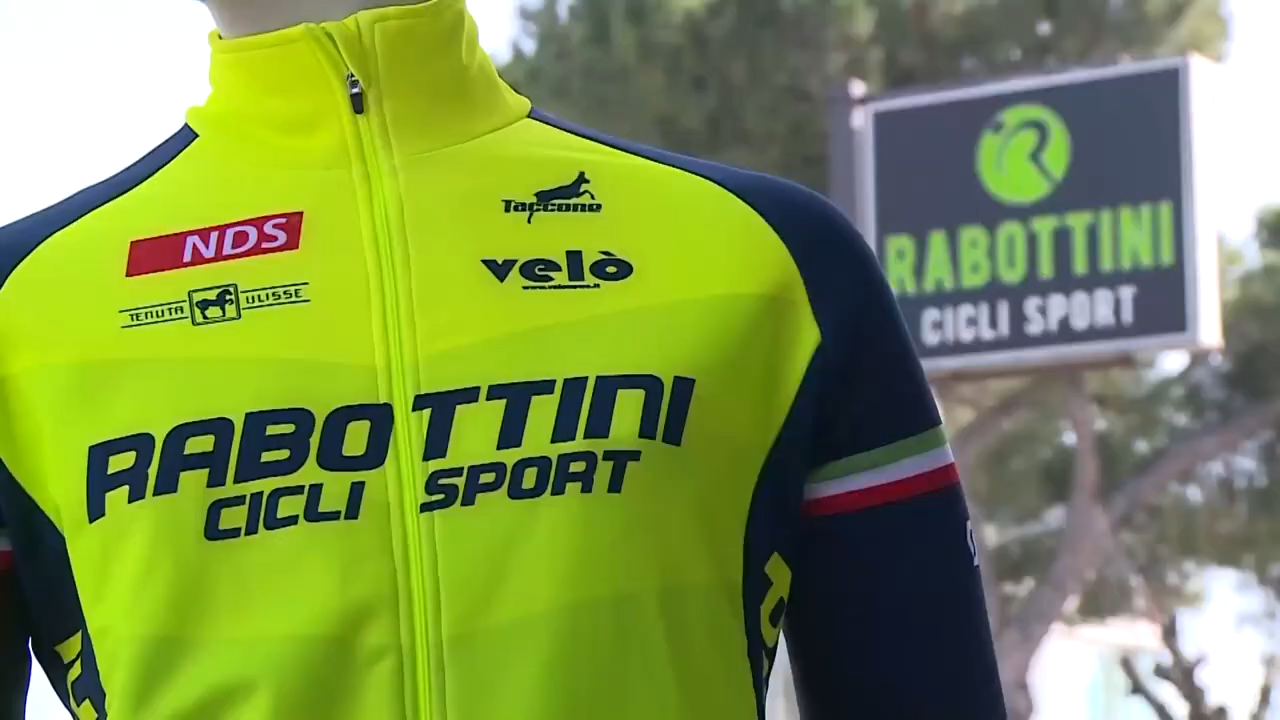 NDS
TENUTA ULISSE
Taccone
velò
RABOTTINI
CICLI SPORT
R
RABOTTINI
CICLI SPORT